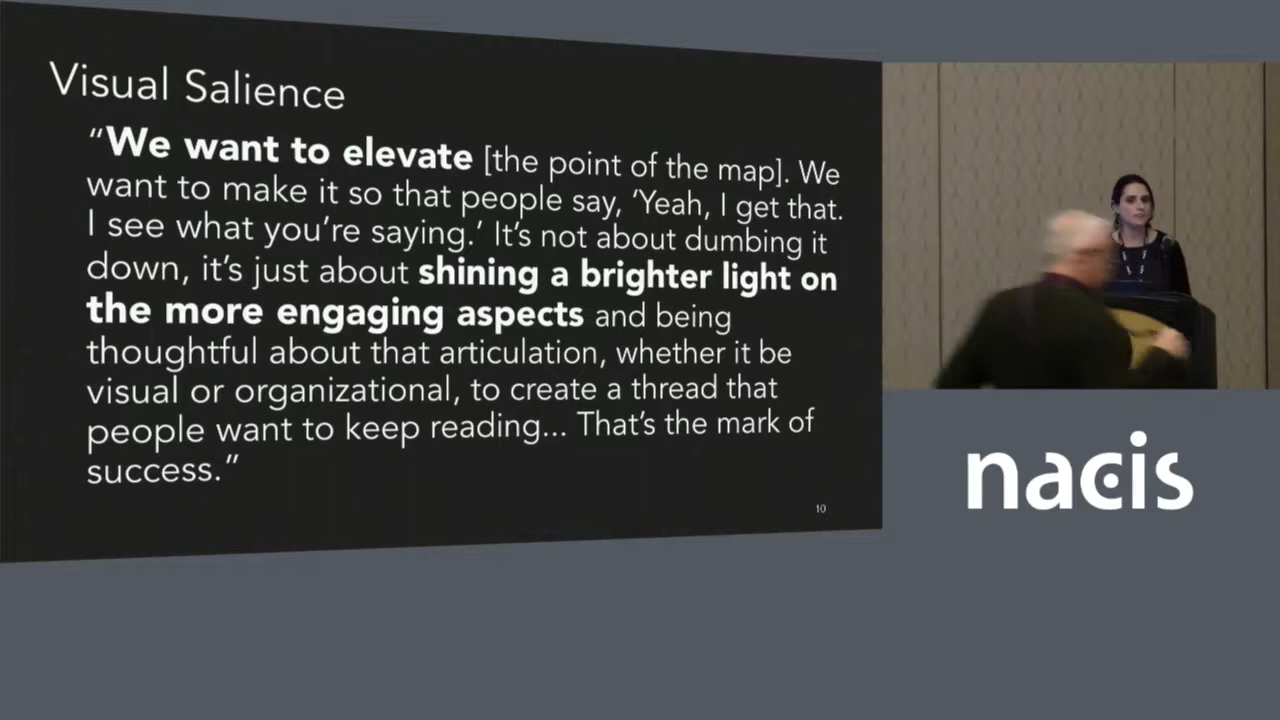 Visual Salience
“We want to elevate [the point of the map]. We
want to make it so that people say, ‘Yeah, I get that.
I see what you’re saying.’ It’s not about dumbing it
down, it’s just about shining a brighter light on
the more engaging aspects and being
thoughtful about that articulation, whether it be
visual or organizational, to create a thread that
people want to keep reading... That’s the mark of
success.”
10
nacis